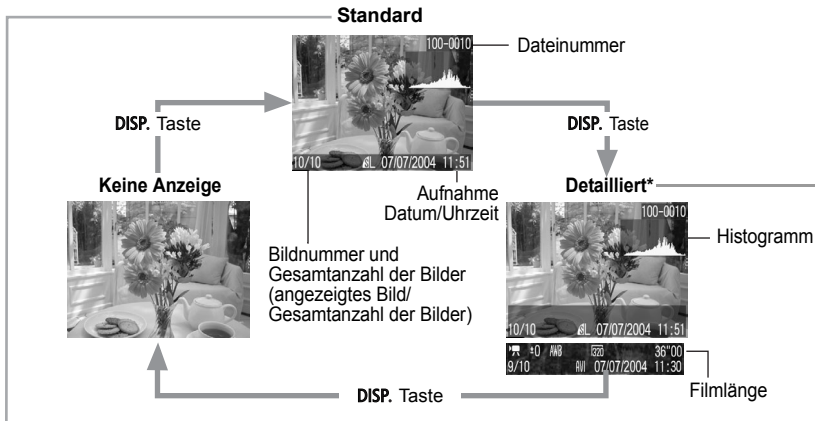 Standard
100-0010
Dateinummer
DISP. Taste
DISP. Taste
10/10 L 07/07/2004 11:51
Keine Anzeige
Aufnahme
Datum/Uhrzeit
Detailliert*
100-0010
Histogramm
Bildnummer und
Gesamtanzahl der Bilder
(angezeigtes Bild/
Gesamtanzahl der Bilder)
10/10 L 07/07/2004 11:51
±0 AWB 320 36"00
9/10 AVI 07/07/2004 11:30
Filmlänge
DISP. Taste